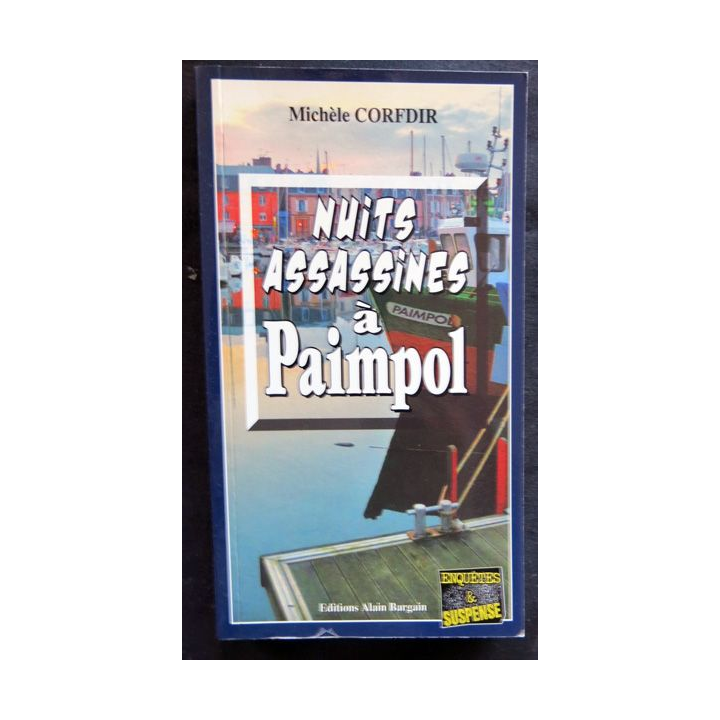 Michèle CORFDIR
NUiTS
ASSASSiNES
à
Paimpol
PAIMPOL
ENQUÊTES
&
SUSPENSE
Editions Alain Bargain